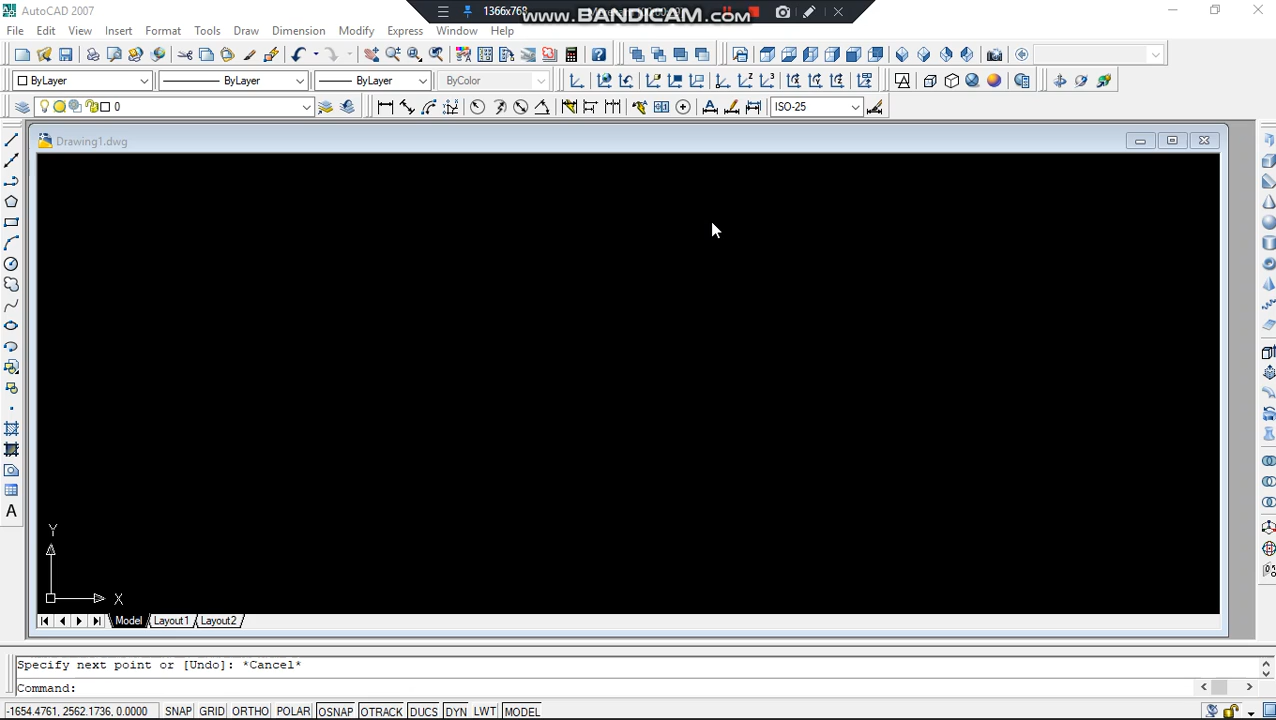 AutoCAD 2007
1366x768
www.BANDICAM.com
File Edit View Insert Format Tools Draw Dimension Modify Express Window Help
ByLayer ByLayer ByLayer ByColor
0 ISO-25
Drawing1.dwg
Y
X
Model Layout1 Layout2
Specify next point or [Undo]: *Cancel*
Command:
-1654.4761, 2562.1736, 0.0000 SNAP GRID ORTHO POLAR OSNAP OTRACK DUCS DYN LWT MODEL